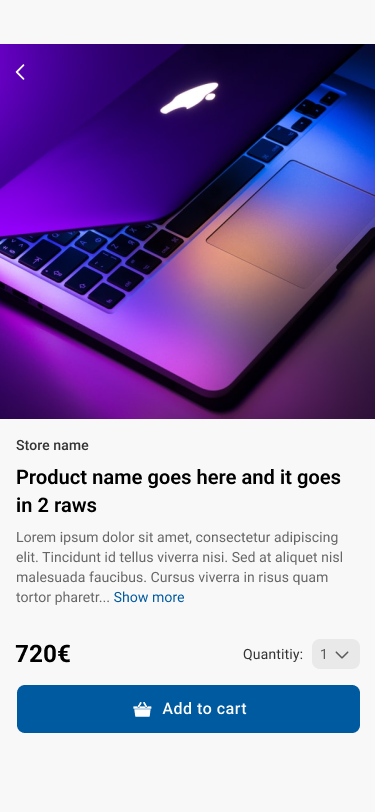 Store name
Product name goes here and it goes
in 2 raws
Lorem ipsum dolor sit amet, consectetur adipiscing
elit. Tincidunt id tellus viverra nisi. Sed at aliquet nisl
malesuada faucibus. Cursus viverra in risus quam
tortor pharetr... Show more
720€ Quantitiy: 1
Add to cart